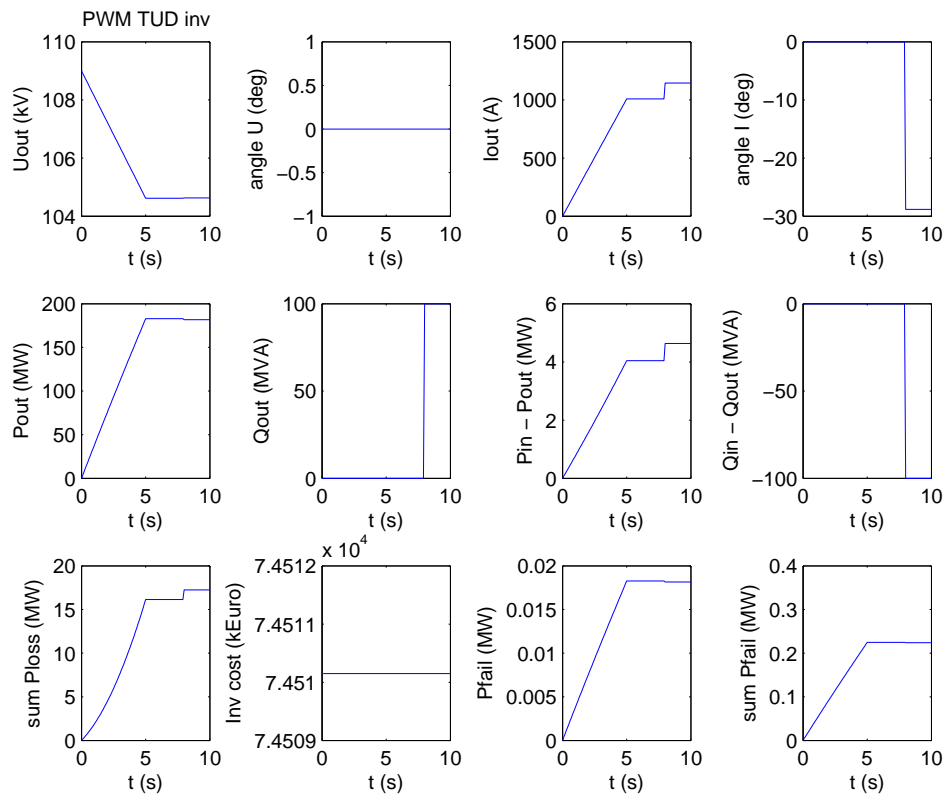 PWM TUD inv
Uout (kV)
110
108
106
104
0 5 10
t (s)
angle U (deg)
1
0.5
0
−0.5
−1
0 5 10
t (s)
Iout (A)
1500
1000
500
0
0 5 10
t (s)
angle I (deg)
0
−10
−20
−30
0 5 10
t (s)
Pout (MW)
200
150
100
50
0
0 5 10
t (s)
Qout (MVA)
100
50
0
0 5 10
t (s)
Pin − Pout (MW)
6
4
2
0
0 5 10
t (s)
Qin − Qout (MVA)
0
−50
−100
0 5 10
t (s)
sum Ploss (MW)
20
15
10
5
0
0 5 10
t (s)
Inv cost (kEuro)
x 10^4
7.4512
7.4511
7.451
7.4509
0 5 10
t (s)
Pfail (MW)
0.02
0.015
0.01
0.005
0
0 5 10
t (s)
sum Pfail (MW)
0.4
0.3
0.2
0.1
0
0 5 10
t (s)